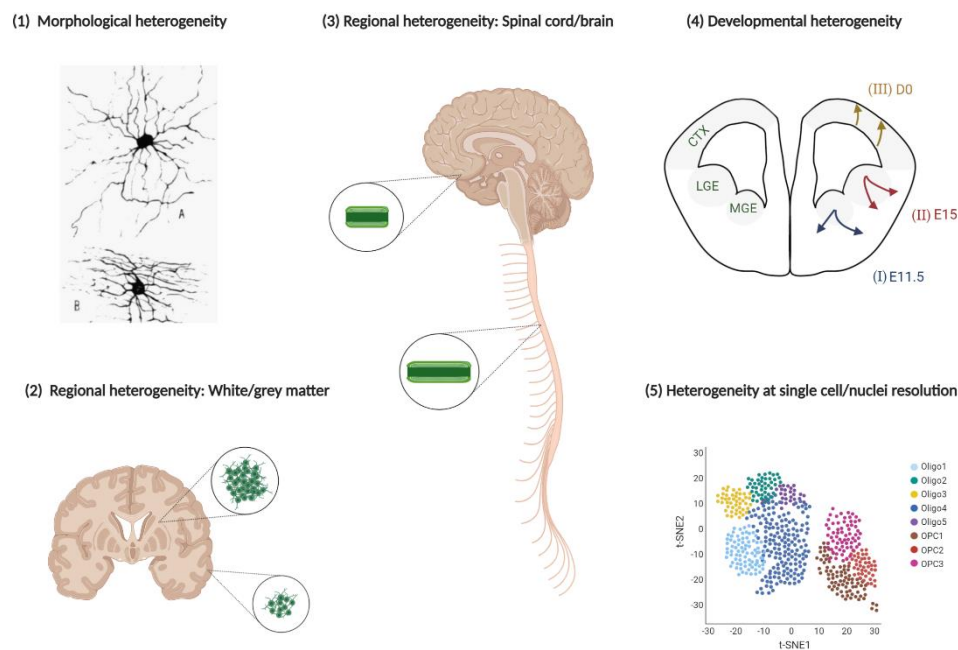 (1) Morphological heterogeneity
A
B
(2) Regional heterogeneity: White/grey matter
(3) Regional heterogeneity: Spinal cord/brain
(4) Developmental heterogeneity
(III) D0
CTX
LGE
MGE
(II) E15
(I) E11.5
(5) Heterogeneity at single cell/nuclei resolution
30
20
10
0
-10
-20
-30
t-SNE2
-30
-20
-10
0
10
20
30
t-SNE1
Oligo1
Oligo2
Oligo3
Oligo4
Oligo5
OPC1
OPC2
OPC3